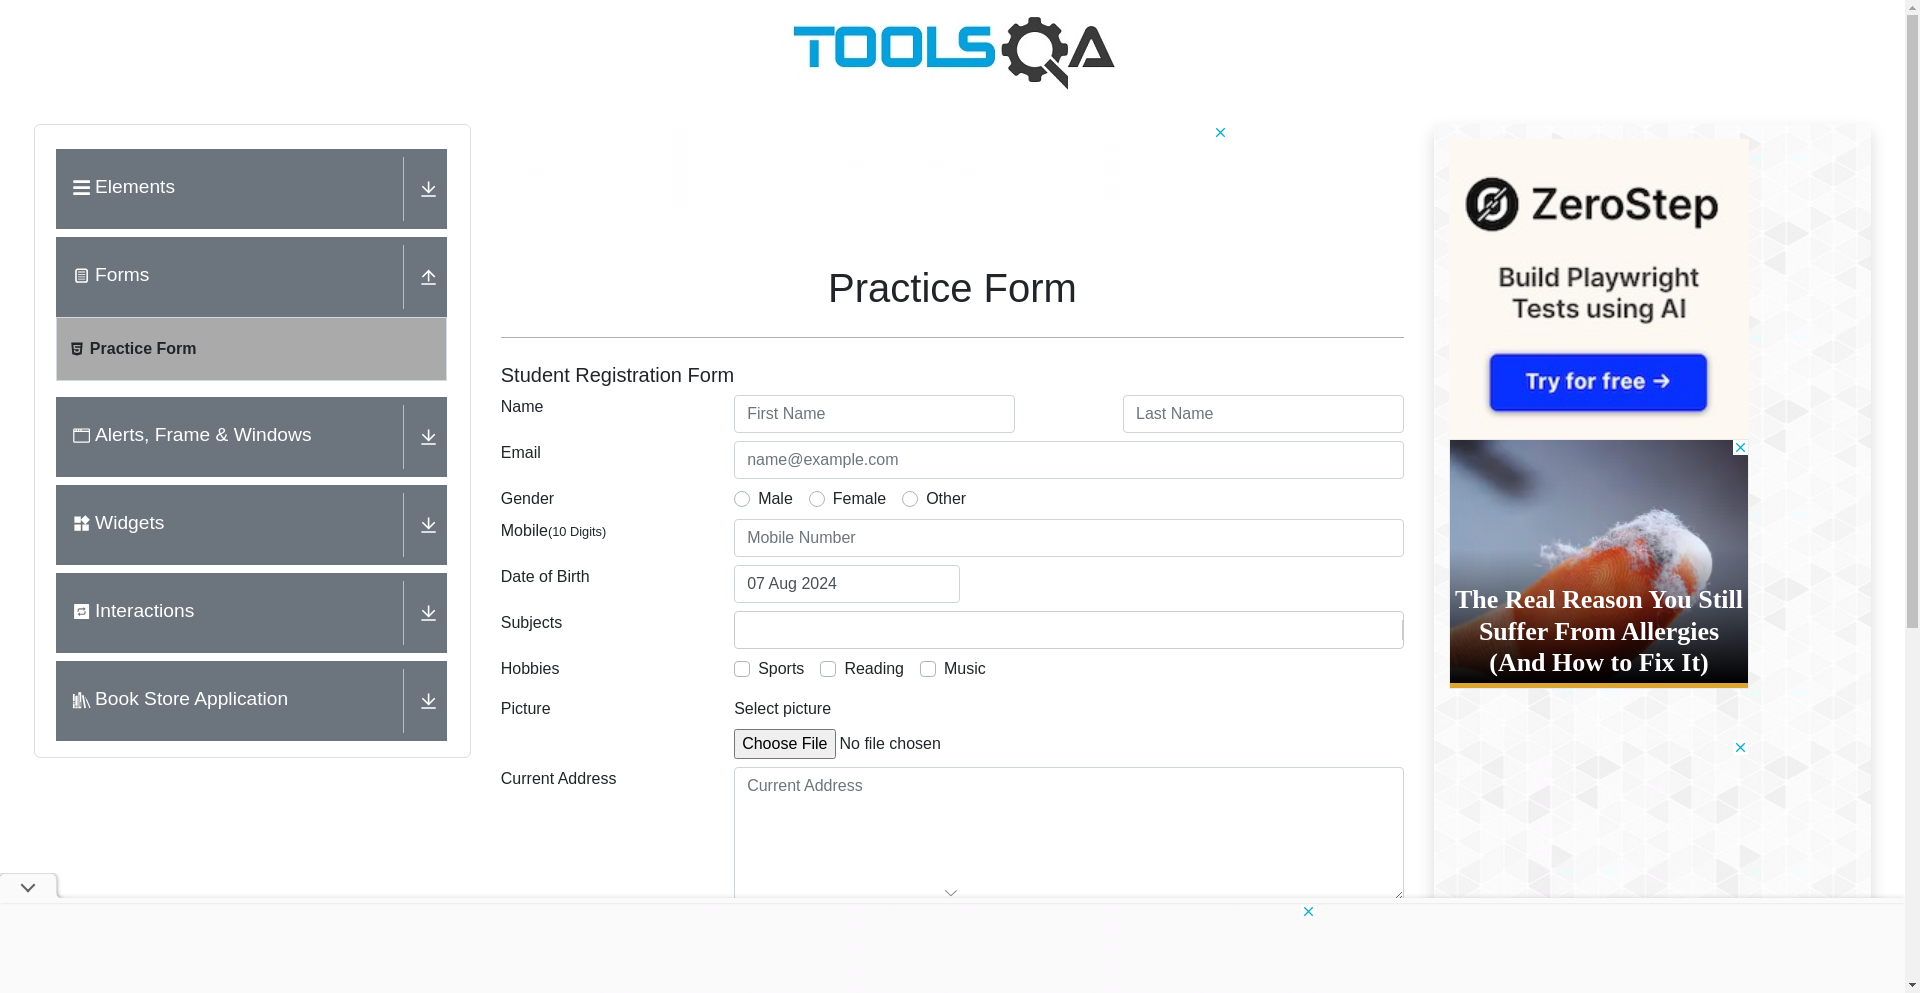 TOOLSQA
Elements
Forms
Practice Form
Alerts, Frame & Windows
Widgets
Interactions
Book Store Application
Practice Form
Student Registration Form
Name
First Name
Last Name
Email
name@example.com
Gender
Male
Female
Other
Mobile(10 Digits)
Mobile Number
Date of Birth
07 Aug 2024
Subjects
Hobbies
Sports
Reading
Music
Picture
Select picture
Choose File No file chosen
Current Address
Current Address
ZeroStep
Build Playwright
Tests using AI
Try for free →
The Real Reason You Still
Suffer From Allergies
(And How to Fix It)